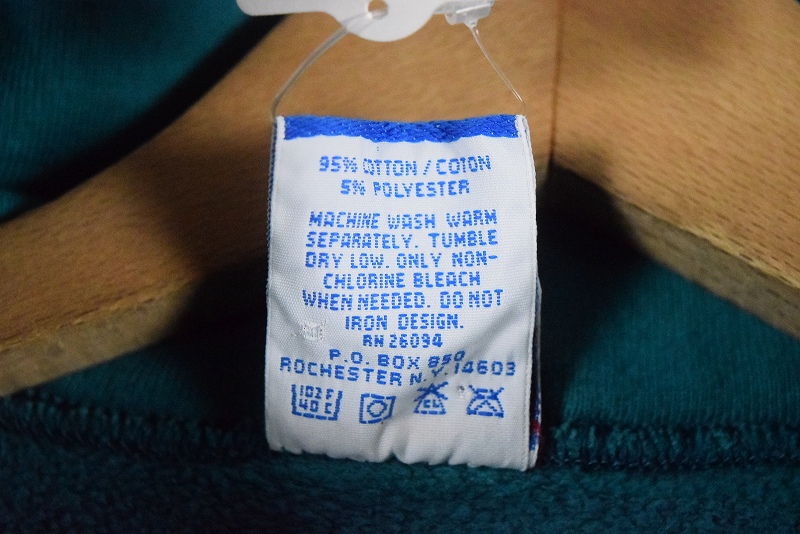 95% COTTON / COTON
5% POLYESTER
MACHINE WASH WARM
SEPARATELY. TUMBLE
DRY LOW. ONLY NON-
CHLORINE BLEACH
WHEN NEEDED. DO NOT
IRON DESIGN.
RN 26094
P.O. BOX 850
ROCHESTER N.Y. 14603
102 F
40 C
CL